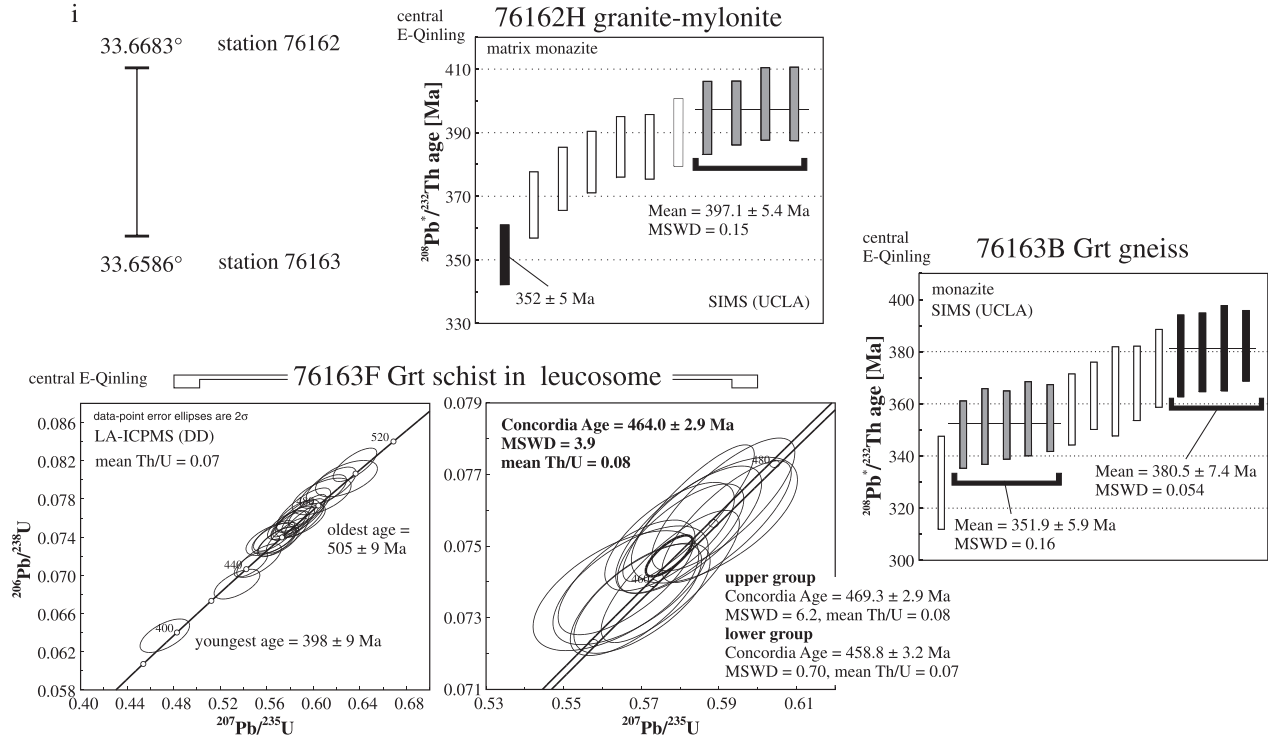 i
33.6683° station 76162
33.6586° station 76163
central
E-Qinling
76162H granite-mylonite
matrix monazite
410
390
370
350
330
²⁰⁸Pb*/²³²Th age [Ma]
Mean = 397.1 ± 5.4 Ma
MSWD = 0.15
352 ± 5 Ma
SIMS (UCLA)
central
E-Qinling
76163B Grt gneiss
monazite
SIMS (UCLA)
400
380
360
340
320
300
²⁰⁸Pb*/²³²Th age [Ma]
Mean = 380.5 ± 7.4 Ma
MSWD = 0.054
Mean = 351.9 ± 5.9 Ma
MSWD = 0.16
central E-Qinling
76163F Grt schist in leucosome
data-point error ellipses are 2σ
LA-ICPMS (DD)
mean Th/U = 0.07
0.086
0.082
0.078
0.074
0.070
0.066
0.062
0.058
²⁰⁶Pb/²³⁸U
520
440
400
oldest age =
505 ± 9 Ma
youngest age = 398 ± 9 Ma
0.40 0.44 0.48 0.52 0.56 0.60 0.64 0.68
²⁰⁷Pb/²³⁵U
0.079
0.077
0.075
0.073
0.071
Concordia Age = 464.0 ± 2.9 Ma
MSWD = 3.9
mean Th/U = 0.08
480
460
upper group
Concordia Age = 469.3 ± 2.9 Ma
MSWD = 6.2, mean Th/U = 0.08
lower group
Concordia Age = 458.8 ± 3.2 Ma
MSWD = 0.70, mean Th/U = 0.07
0.53 0.55 0.57 0.59 0.61
²⁰⁷Pb/²³⁵U